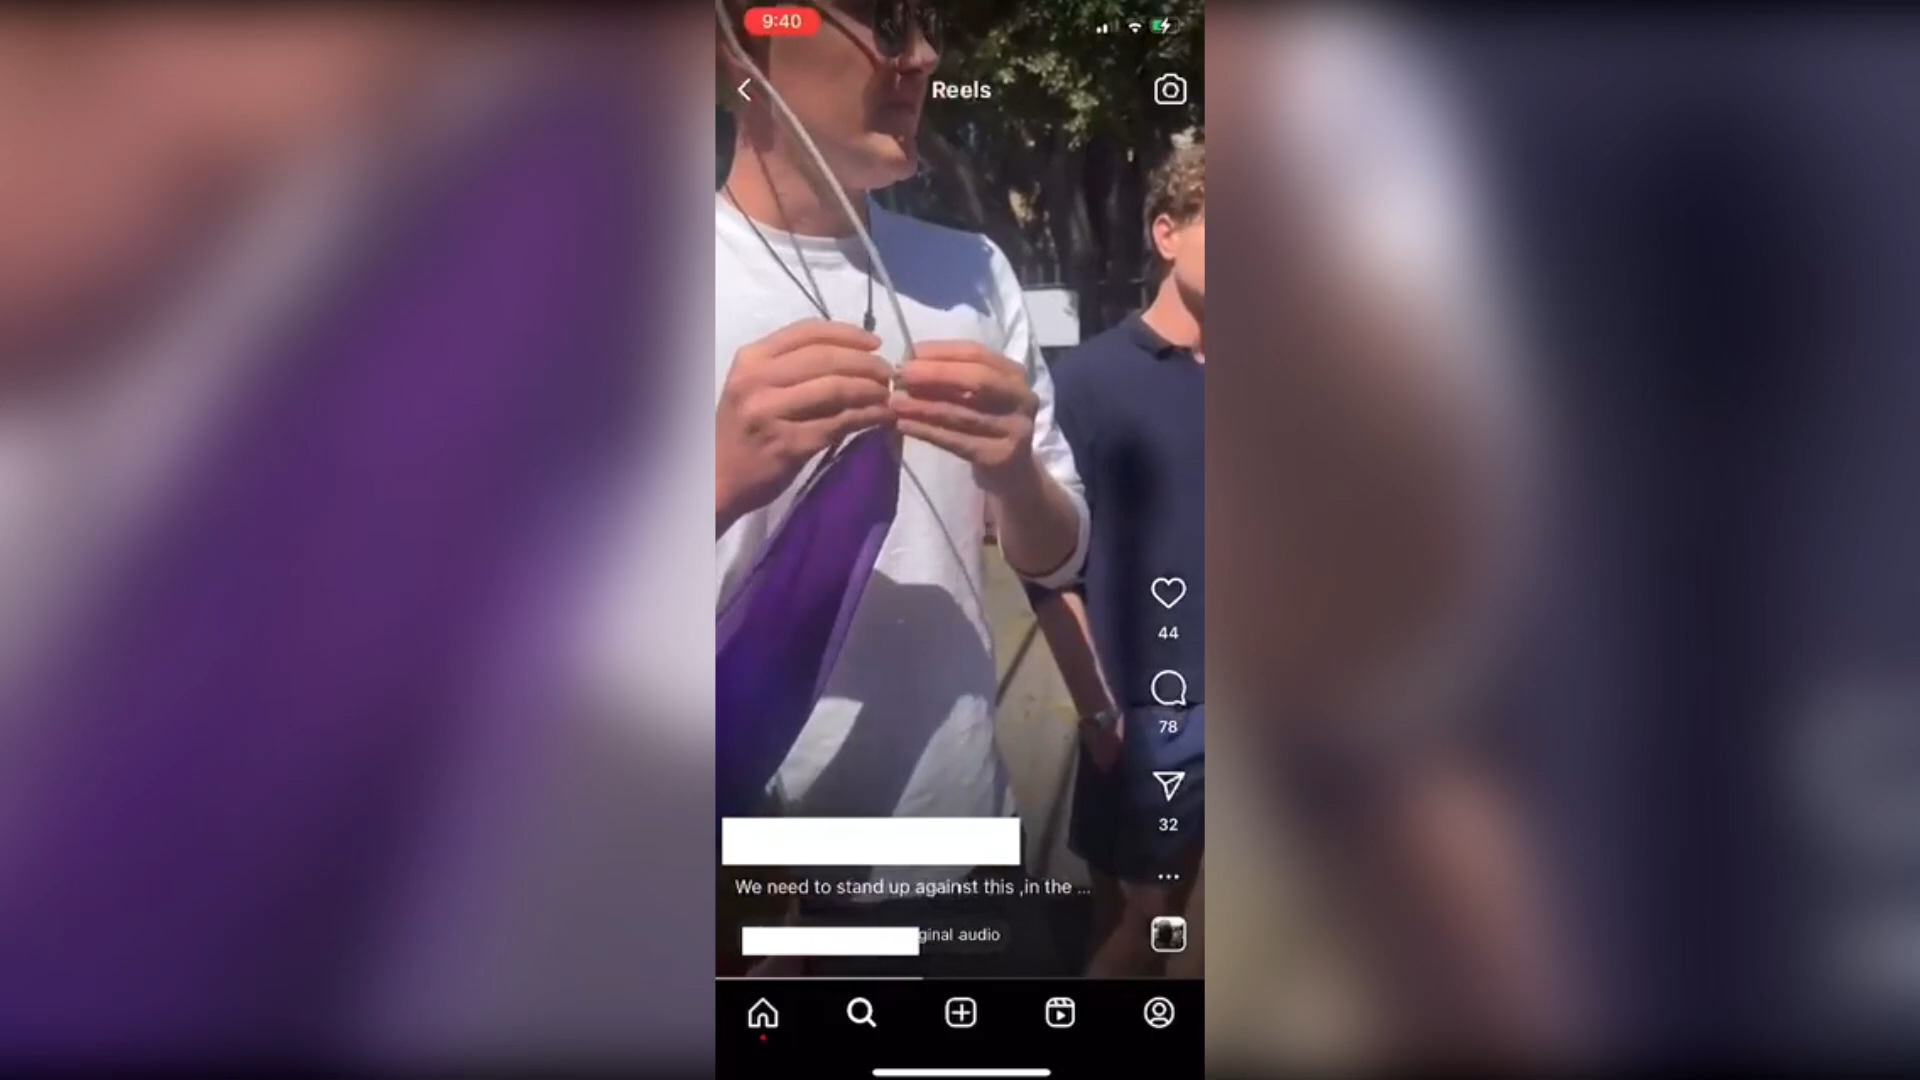 9:40
Reels
44
78
32
We need to stand up against this ,in the ...
ginal audio